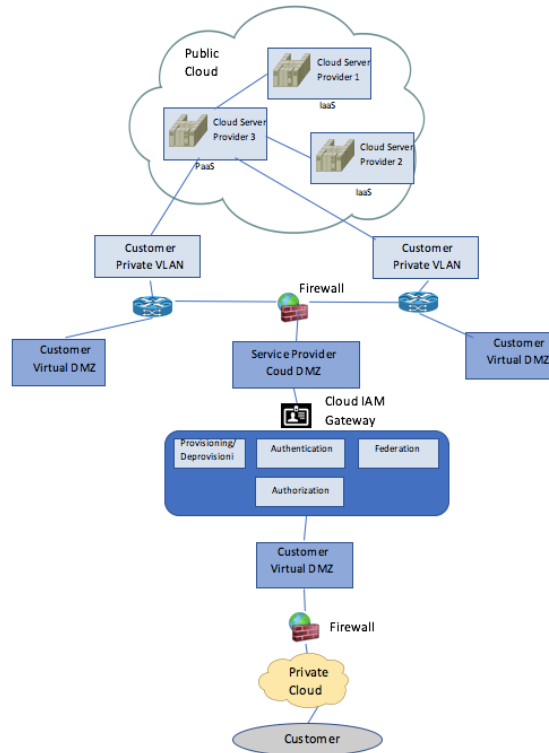 Public
Cloud
Cloud Server
Provider 1
IaaS
Cloud Server
Provider 3
PaaS
Cloud Server
Provider 2
IaaS
Customer
Private VLAN
Customer
Private VLAN
Firewall
Customer
Virtual DMZ
Service Provider
Coud DMZ
Customer
Virtual DMZ
Cloud IAM
Gateway
Provisioning/
Deprovisioni
Authentication
Federation
Authorization
Customer
Virtual DMZ
Firewall
Private
Cloud
Customer